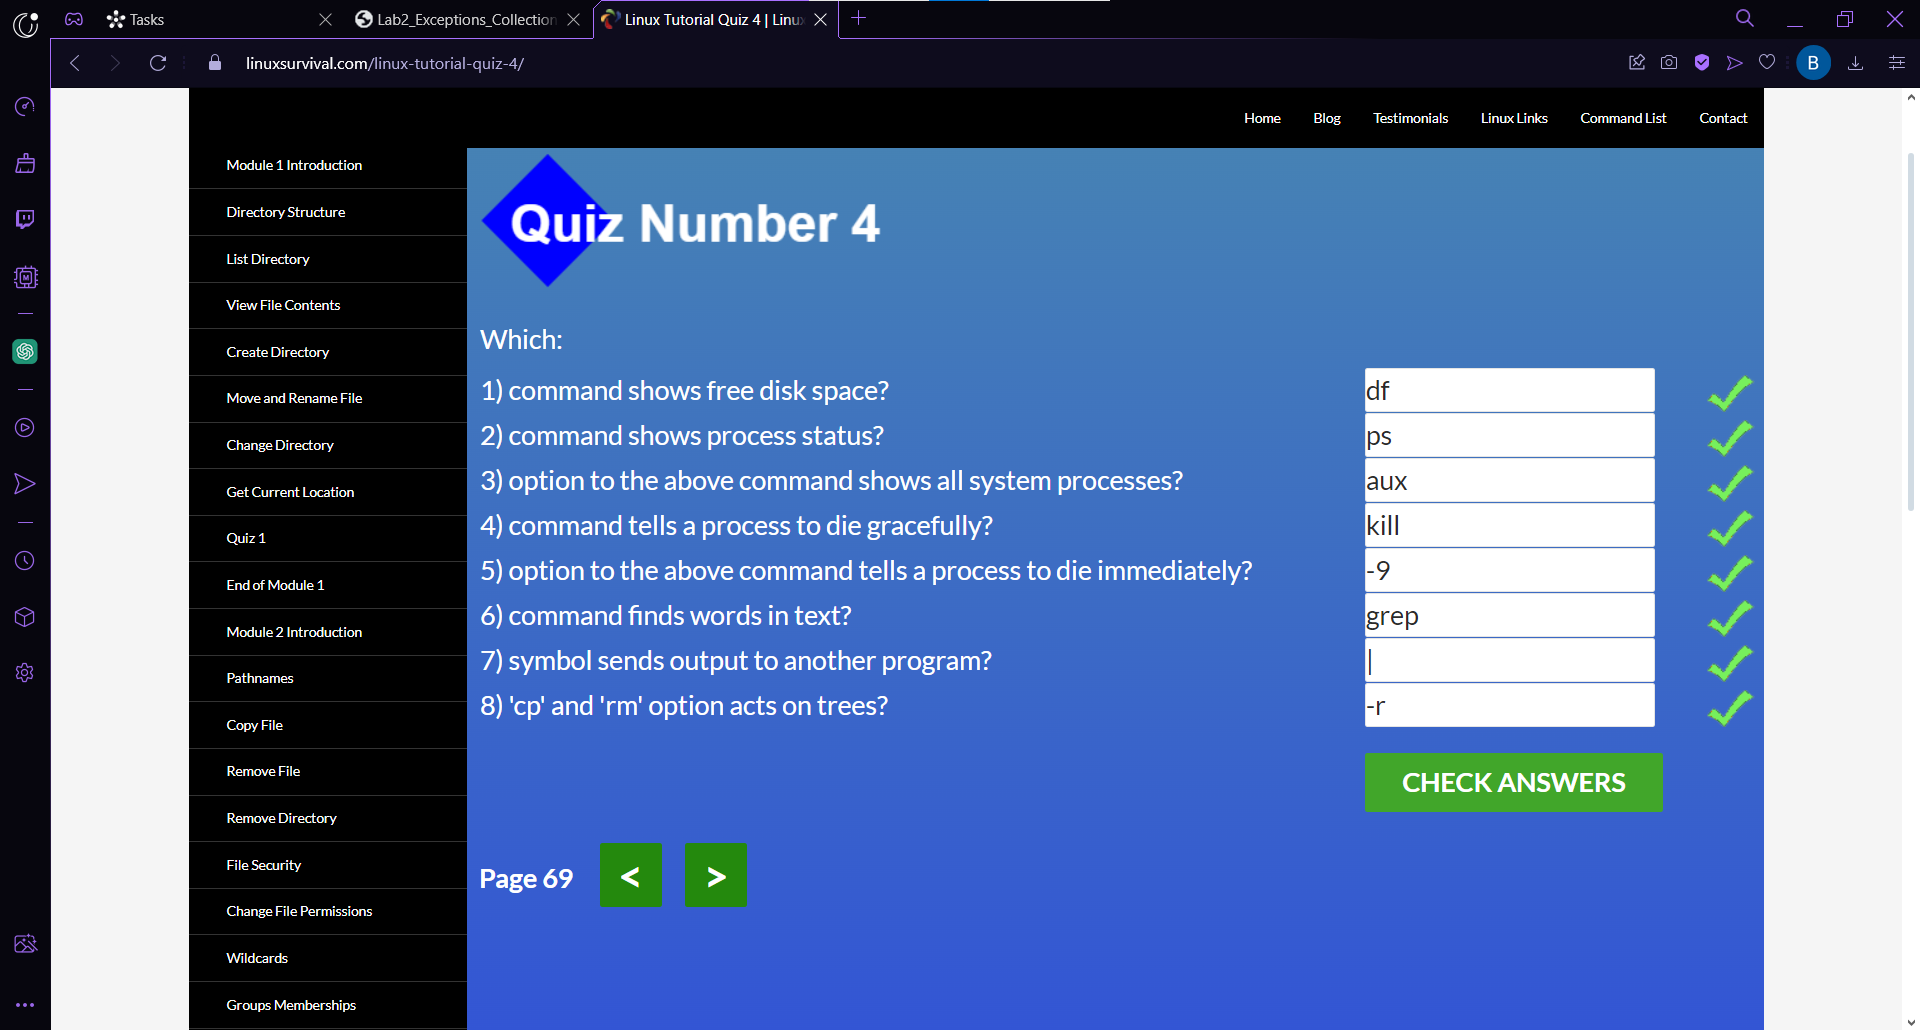 Tasks
Lab2_Exceptions_Collection
Linux Tutorial Quiz 4 | Linu
linuxsurvival.com/linux-tutorial-quiz-4/
B
Home
Blog
Testimonials
Linux Links
Command List
Contact
Module 1 Introduction
Directory Structure
List Directory
View File Contents
Create Directory
Move and Rename File
Change Directory
Get Current Location
Quiz 1
End of Module 1
Module 2 Introduction
Pathnames
Copy File
Remove File
Remove Directory
File Security
Change File Permissions
Wildcards
Groups Memberships
Quiz Number 4
Which:
1) command shows free disk space?
df
2) command shows process status?
ps
3) option to the above command shows all system processes?
aux
4) command tells a process to die gracefully?
kill
5) option to the above command tells a process to die immediately?
-9
6) command finds words in text?
grep
7) symbol sends output to another program?
|
8) 'cp' and 'rm' option acts on trees?
-r
CHECK ANSWERS
Page 69
<
>